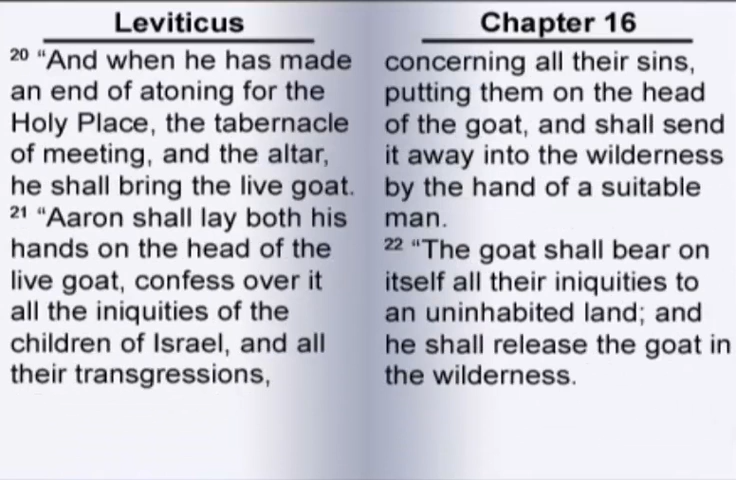 Leviticus
20 “And when he has made
an end of atoning for the
Holy Place, the tabernacle
of meeting, and the altar,
he shall bring the live goat.
21 “Aaron shall lay both his
hands on the head of the
live goat, confess over it
all the iniquities of the
children of Israel, and all
their transgressions,
Chapter 16
concerning all their sins,
putting them on the head
of the goat, and shall send
it away into the wilderness
by the hand of a suitable
man.
22 “The goat shall bear on
itself all their iniquities to
an uninhabited land; and
he shall release the goat in
the wilderness.